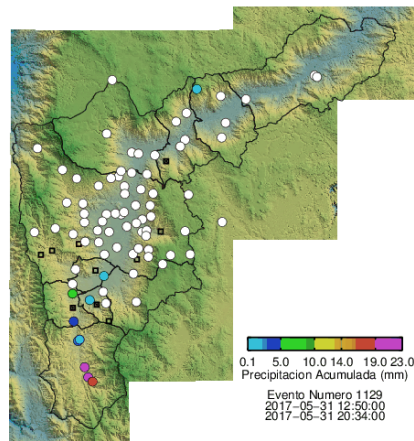 0.1 5.0 10.0 14.0 19.0 23.0
Precipitacion Acumulada (mm)
Evento Numero 1129
2017-05-31 12:50:00
2017-05-31 20:34:00